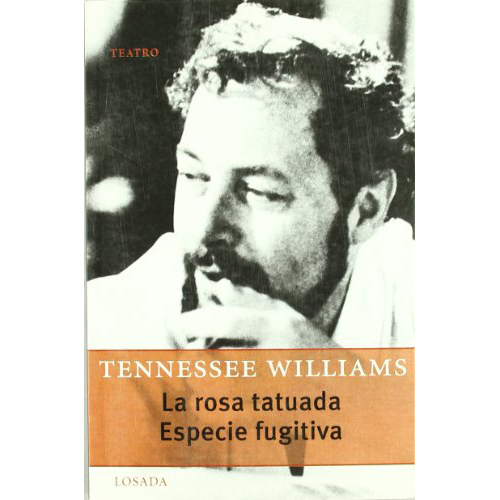 TEATRO
TENNESSEE WILLIAMS
La rosa tatuada
Especie fugitiva
LOSADA